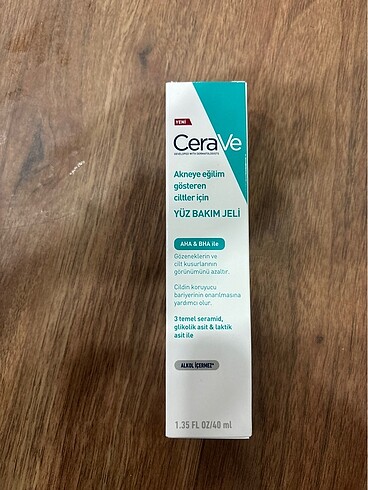 YENİ
CeraVe
DEVELOPED WITH DERMATOLOGISTS
Akneye eğilim
gösteren
ciltler için
YÜZ BAKIM JELİ
AHA & BHA ile
Gözeneklerin ve
cilt kusurlarının
görünümünü azaltır.
Cildin koruyucu
bariyerinin onarılmasına
yardımcı olur.
3 temel seramid,
glikolik asit & laktik
asit ile
ALKOL İÇERMEZ*
1.35 FL OZ/40 ml